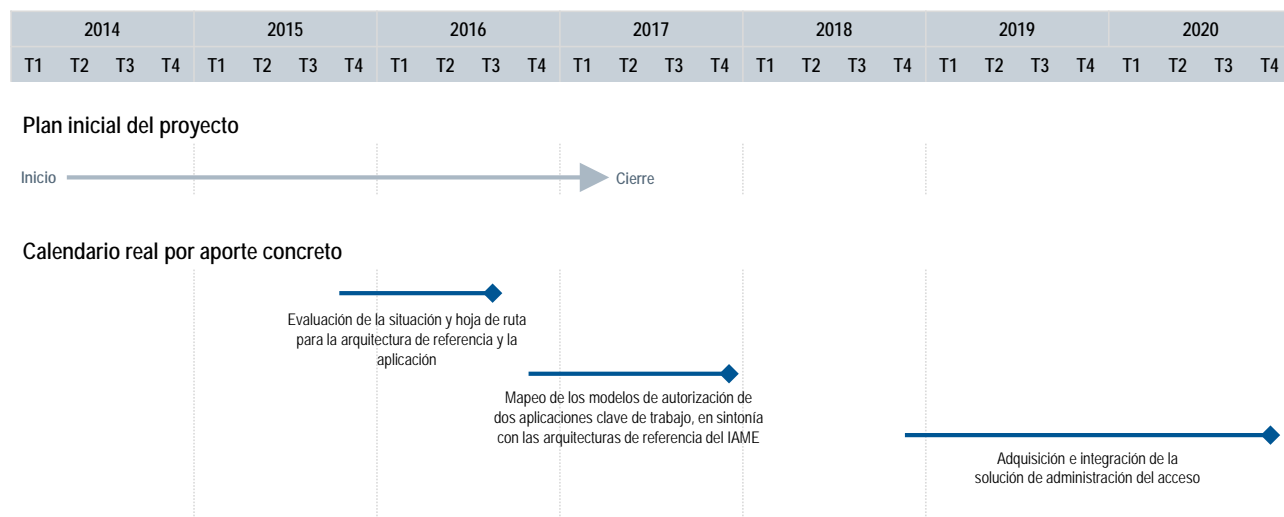 2014 2015 2016 2017 2018 2019 2020
T1 T2 T3 T4 T1 T2 T3 T4 T1 T2 T3 T4 T1 T2 T3 T4 T1 T2 T3 T4 T1 T2 T3 T4 T1 T2 T3 T4
Plan inicial del proyecto
Inicio Cierre
Calendario real por aporte concreto
Evaluación de la situación y hoja de ruta
para la arquitectura de referencia y la
aplicación
Mapeo de los modelos de autorización de
dos aplicaciones clave de trabajo, en sintonía
con las arquitecturas de referencia del IAME
Adquisición e integración de la
solución de administración del acceso